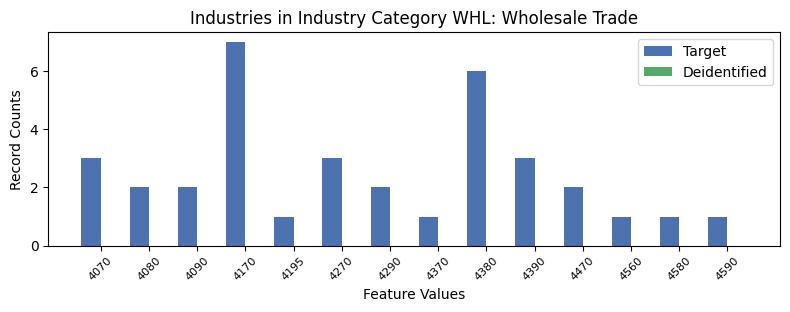 Industries in Industry Category WHL: Wholesale Trade
Target
Deidentified
Record Counts
6
4
2
0
4070 4080 4090 4170 4195 4270 4290 4370 4380 4390 4470 4560 4580 4590
Feature Values